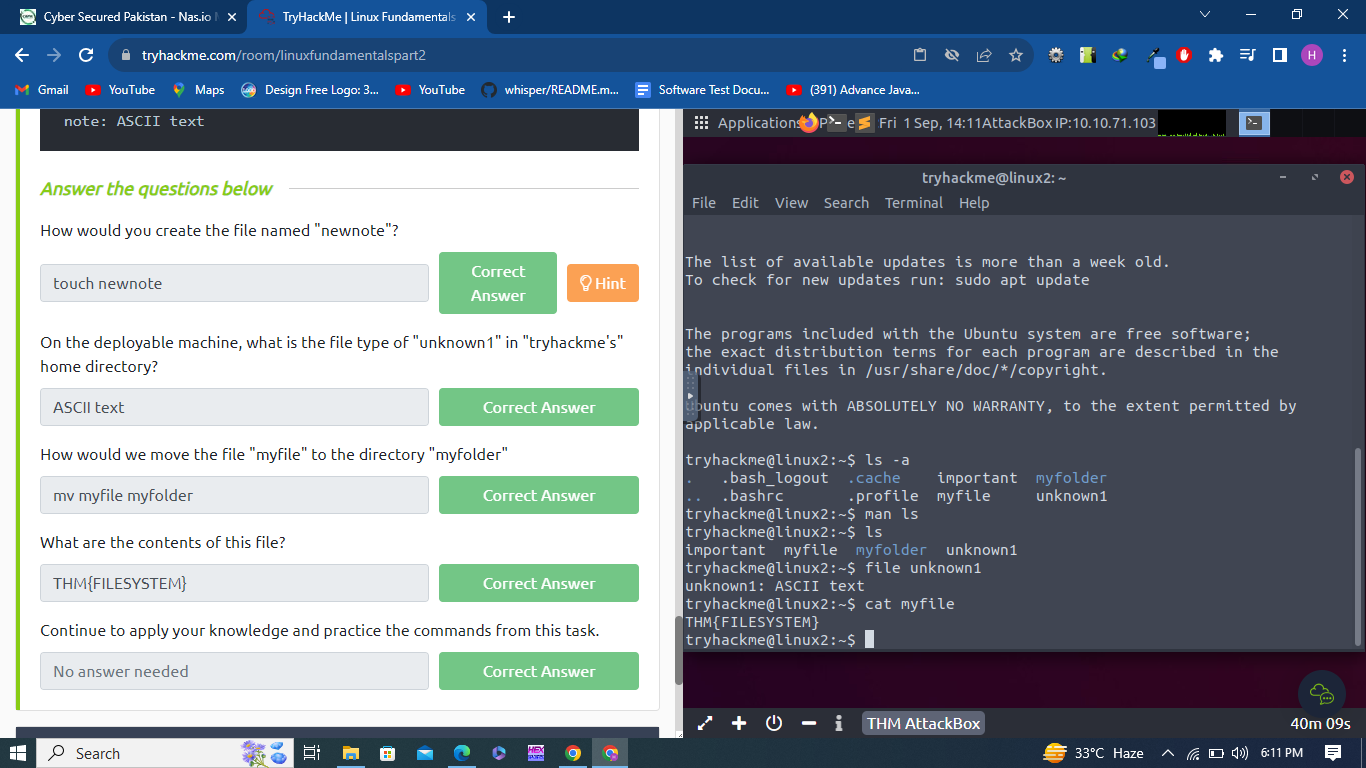 Cyber Secured Pakistan - Nas.io
TryHackMe | Linux Fundamentals
tryhackme.com/room/linuxfundamentalspart2
H
Gmail
YouTube
Maps
Design Free Logo: 3...
YouTube
whisper/README.m...
Software Test Docu...
(391) Advance Java...
note: ASCII text
Answer the questions below
How would you create the file named "newnote"?
touch newnote
Correct
Answer
Hint
On the deployable machine, what is the file type of "unknown1" in "tryhackme's"
home directory?
ASCII text
Correct Answer
How would we move the file "myfile" to the directory "myfolder"
mv myfile myfolder
Correct Answer
What are the contents of this file?
THM{FILESYSTEM}
Correct Answer
Continue to apply your knowledge and practice the commands from this task.
No answer needed
Correct Answer
Applications
Fri 1 Sep, 14:11 AttackBox IP:10.10.71.103
tryhackme@linux2: ~
File Edit View Search Terminal Help
The list of available updates is more than a week old.
To check for new updates run: sudo apt update
The programs included with the Ubuntu system are free software;
the exact distribution terms for each program are described in the
individual files in /usr/share/doc/*/copyright.
Ubuntu comes with ABSOLUTELY NO WARRANTY, to the extent permitted by
applicable law.
tryhackme@linux2:~$ ls -a
. .bash_logout .cache important myfolder
.. .bashrc .profile myfile unknown1
tryhackme@linux2:~$ man ls
tryhackme@linux2:~$ ls
important myfile myfolder unknown1
tryhackme@linux2:~$ file unknown1
unknown1: ASCII text
tryhackme@linux2:~$ cat myfile
THM{FILESYSTEM}
tryhackme@linux2:~$
THM AttackBox
40m 09s
Search
33°C Haze
6:11 PM